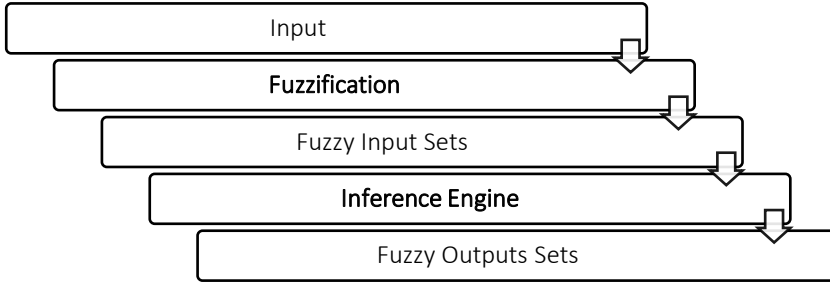 Input
Fuzzification
Fuzzy Input Sets
Inference Engine
Fuzzy Outputs Sets